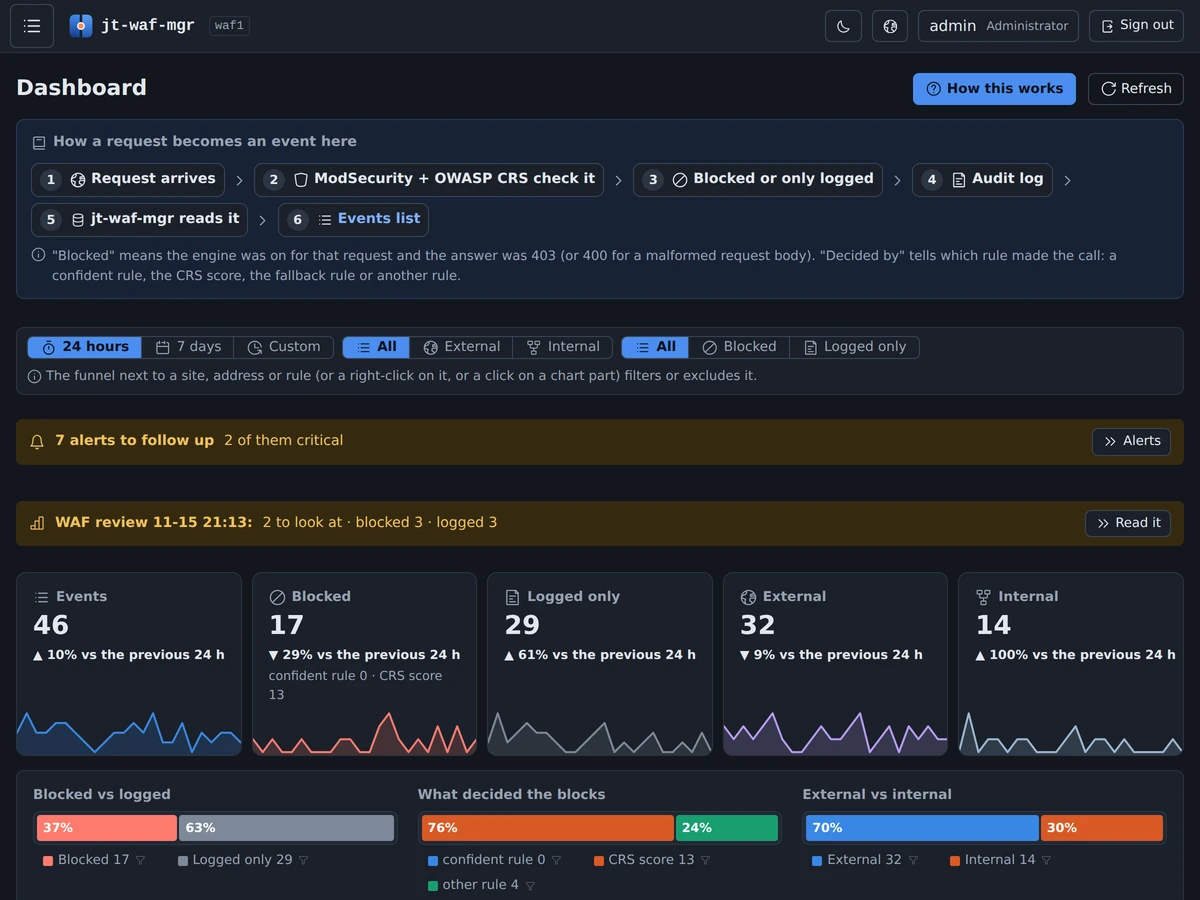 jt-waf-mgr waf1 admin Administrator Sign out
Dashboard How this works Refresh
How a request becomes an event here
1 Request arrives 2 ModSecurity + OWASP CRS check it 3 Blocked or only logged 4 Audit log
5 jt-waf-mgr reads it 6 Events list
"Blocked" means the engine was on for that request and the answer was 403 (or 400 for a malformed request body). "Decided by" tells which rule made the call: a
confident rule, the CRS score, the fallback rule or another rule.
24 hours 7 days Custom All External Internal All Blocked Logged only
The funnel next to a site, address or rule (or a right-click on it, or a click on a chart part) filters or excludes it.
7 alerts to follow up 2 of them critical Alerts
WAF review 11-15 21:13: 2 to look at · blocked 3 · logged 3 Read it
Events
46
▲ 10% vs the previous 24 h
Blocked
17
▼ 29% vs the previous 24 h
confident rule 0 · CRS score
13
Logged only
29
▲ 61% vs the previous 24 h
External
32
▼ 9% vs the previous 24 h
Internal
14
▲ 100% vs the previous 24 h
Blocked vs logged
37% 63%
Blocked 17 Logged only 29
What decided the blocks
76% 24%
confident rule 0 CRS score 13
other rule 4
External vs internal
70% 30%
External 32 Internal 14